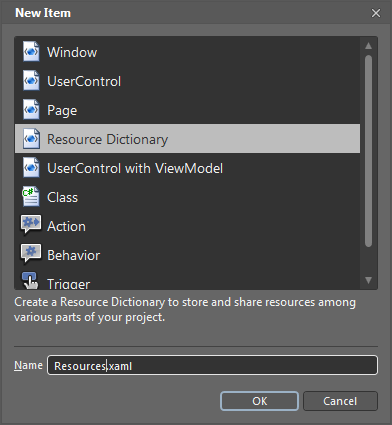 New Item
Window
UserControl
Page
Resource Dictionary
UserControl with ViewModel
C#
Class
Action
Behavior
Trigger
Create a Resource Dictionary to store and share resources among
various parts of your project.
Name Resources.xaml
OK Cancel